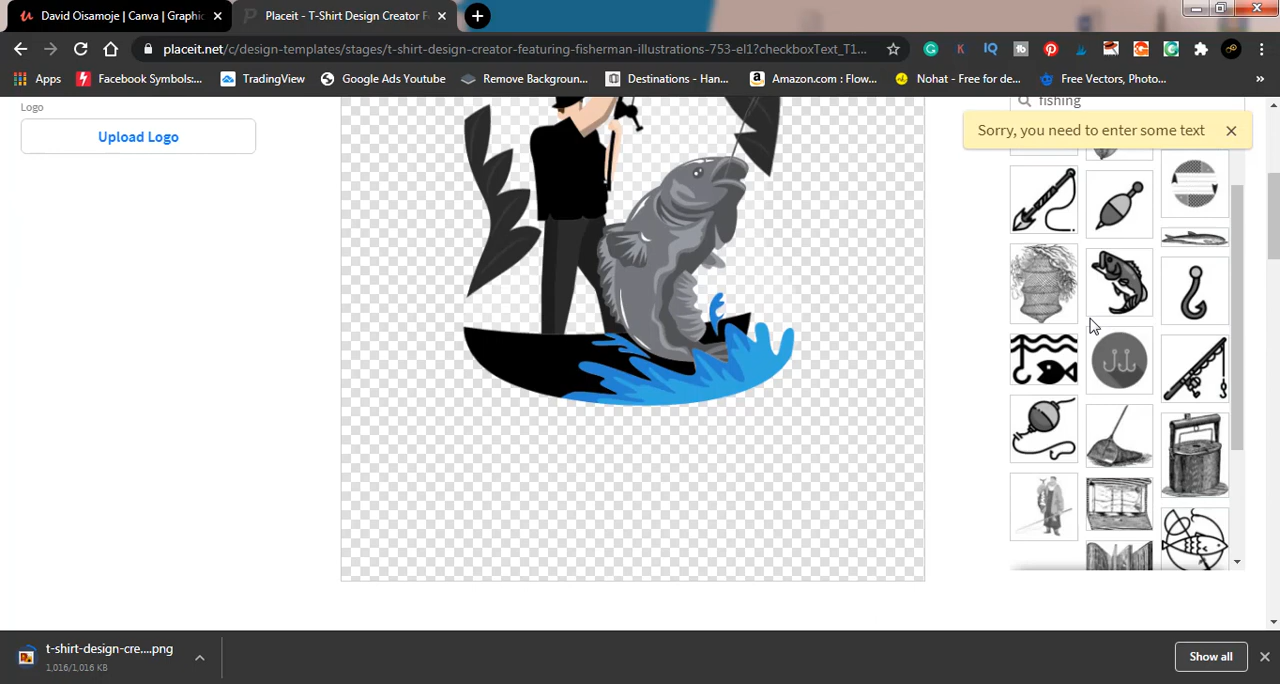 David Oisamoje | Canva | Graphic
Placeit - T-Shirt Design Creator F
placeit.net/c/design-templates/stages/t-shirt-design-creator-featuring-fisherman-illustrations-753-el1?checkboxText_T1...
Apps
Facebook Symbols:...
TradingView
Google Ads Youtube
Remove Backgroun...
Destinations - Han...
Amazon.com : Flow...
Nohat - Free for de...
Free Vectors, Photo...
»
Logo
Upload Logo
fishing
Sorry, you need to enter some text
t-shirt-design-cre....png
1,016/1,016 KB
Show all